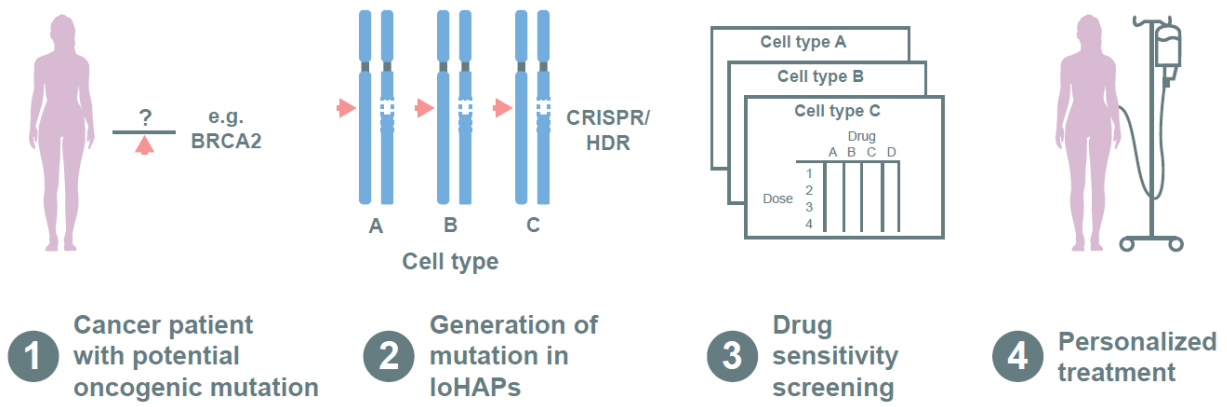 ?
e.g.
BRCA2
A
B
C
Cell type
CRISPR/
HDR
Cell type A
Cell type B
Cell type C
Drug
A B C D
Dose
1
2
3
4
1
Cancer patient
with potential
oncogenic mutation
2
Generation of
mutation in
loHAPs
3
Drug
sensitivity
screening
4
Personalized
treatment